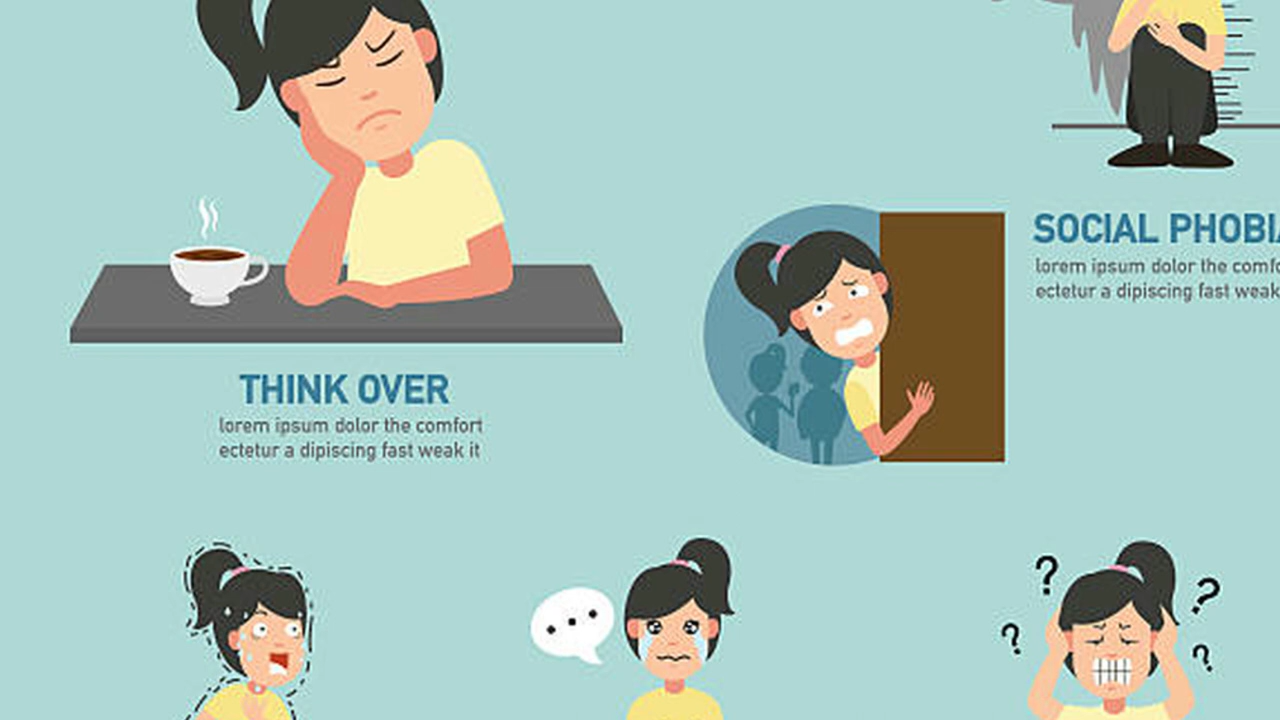 THINK OVER
lorem ipsum dolor the comfort
ectetur a dipiscing fast weak it
SOCIAL PHOBIA
lorem ipsum dolor the comfo
ectetur a dipiscing fast weak
? ? ? ?